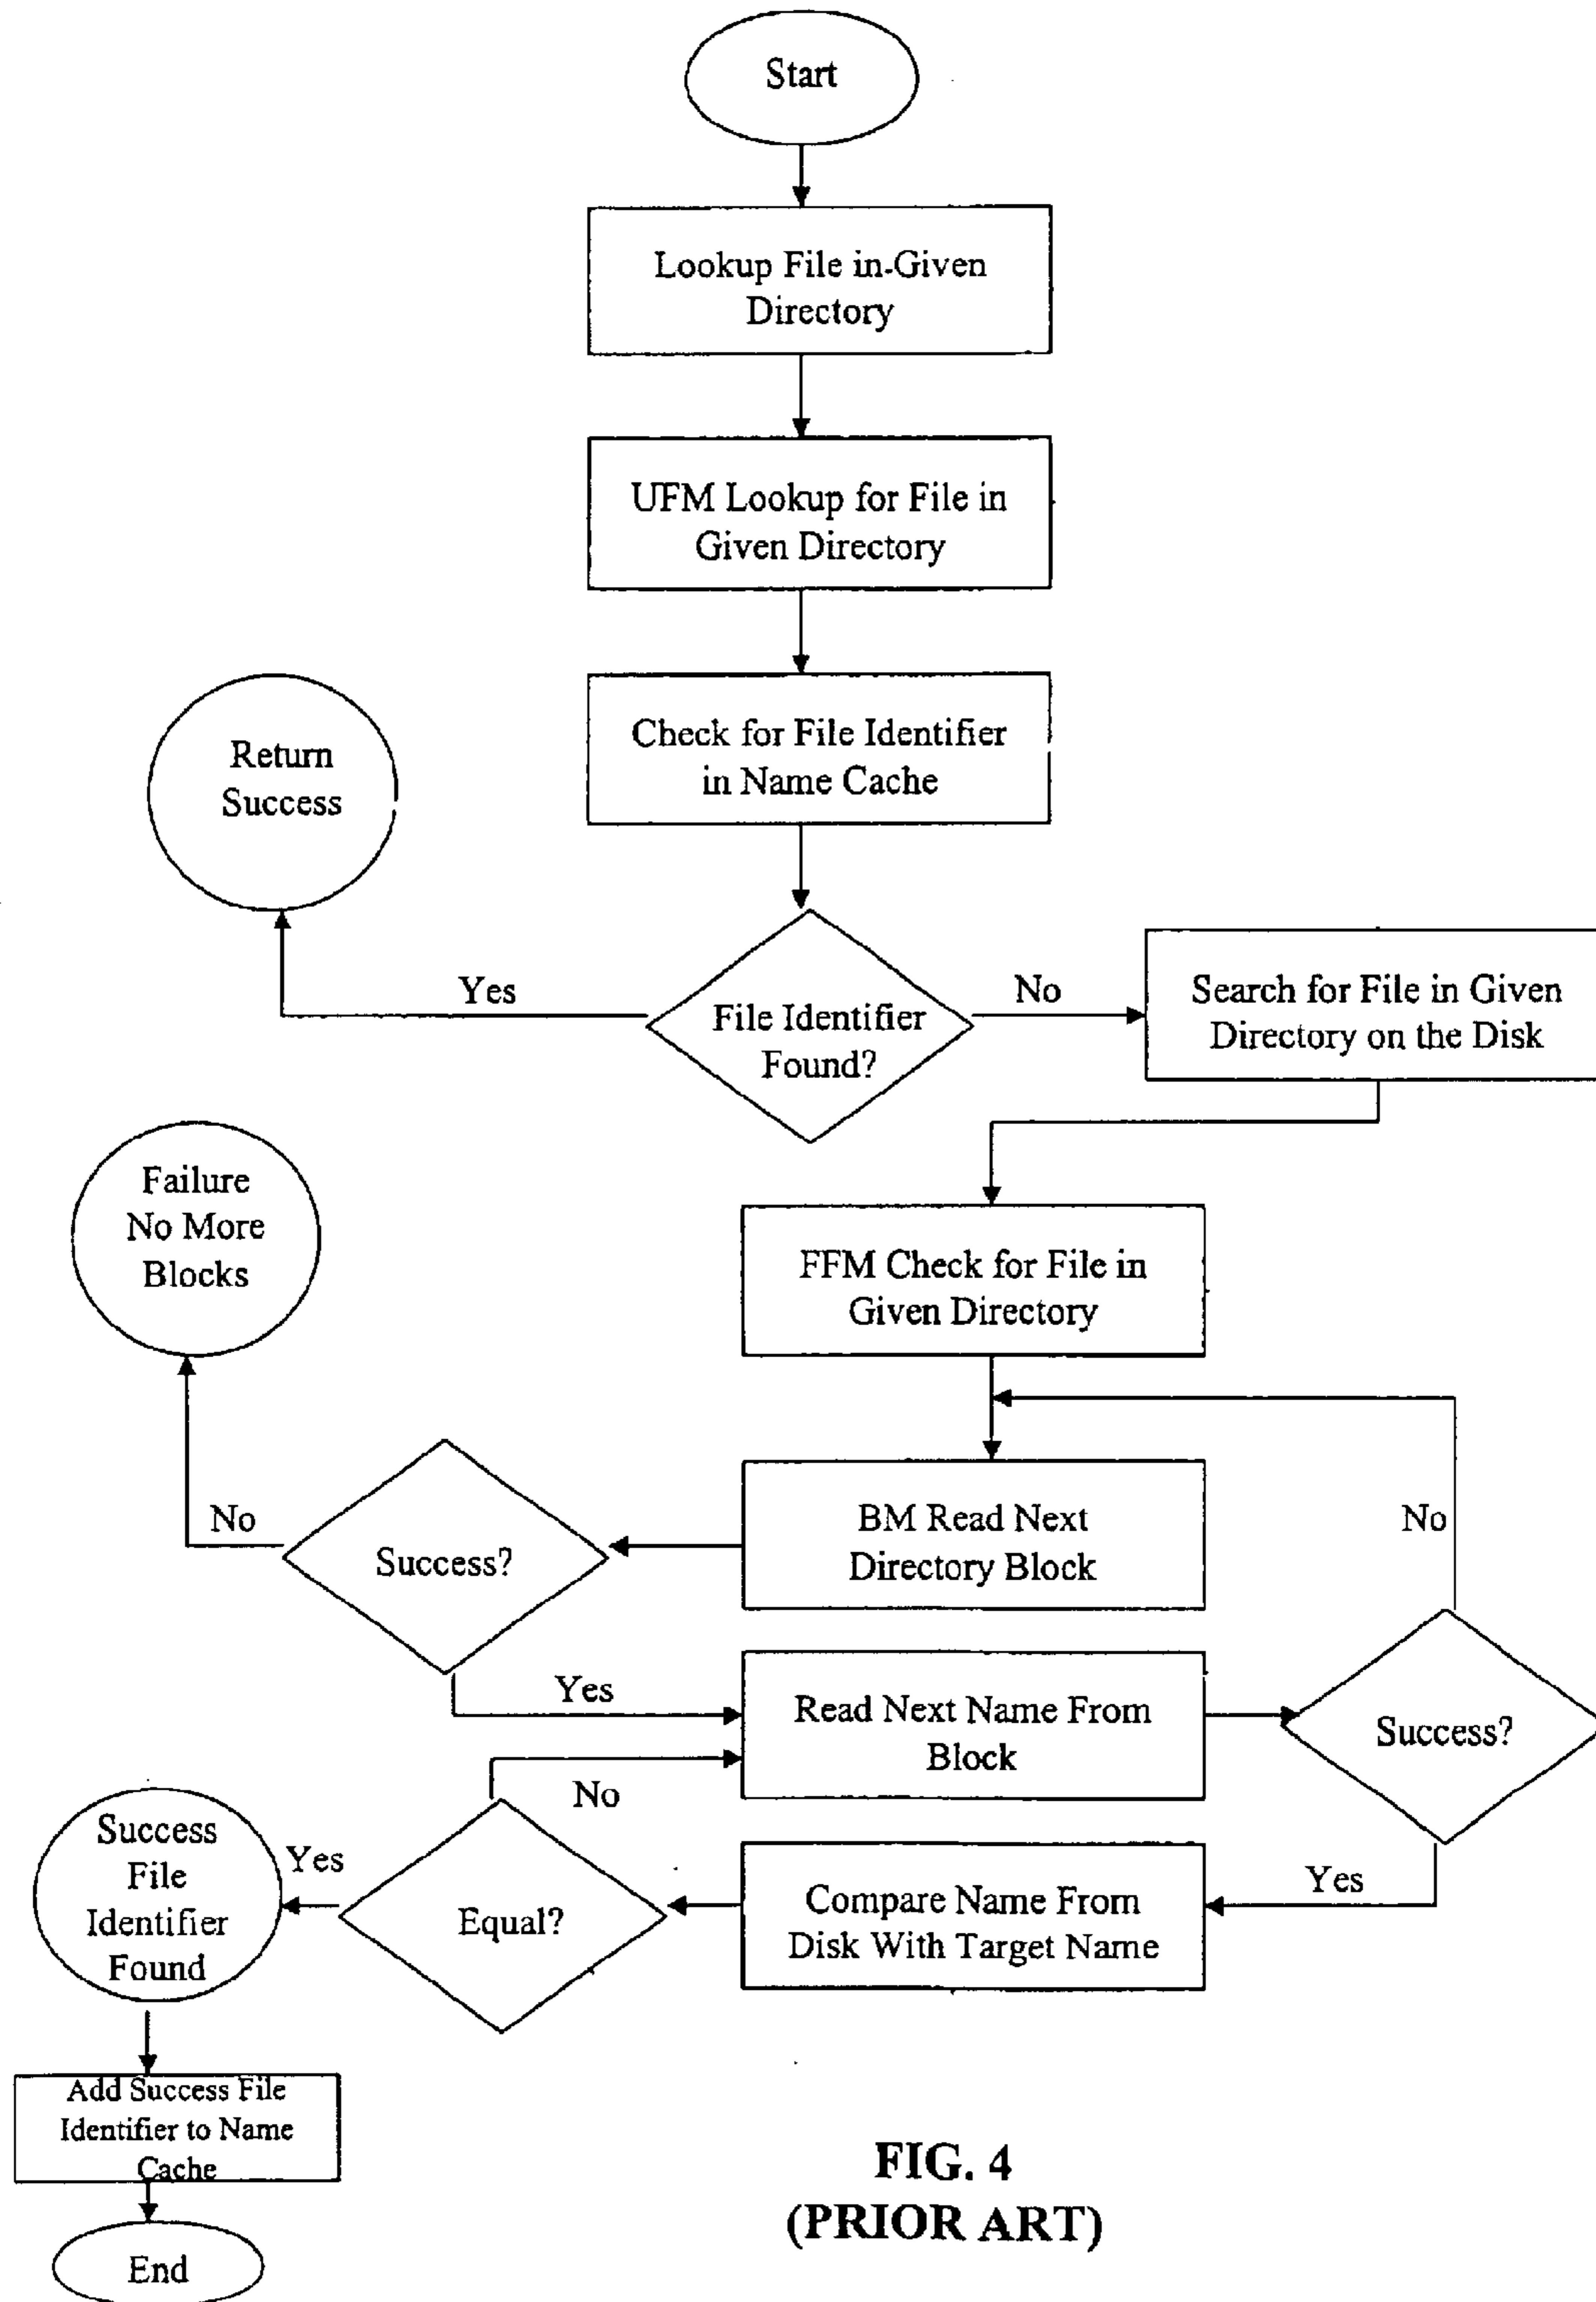 Start
Lookup File in-Given
Directory
UFM Lookup for File in
Given Directory
Check for File Identifier
in Name Cache
Return
Success
Yes
File Identifier
Found?
No
Search for File in Given
Directory on the Disk
Failure
No More
Blocks
FFM Check for File in
Given Directory
No
Success?
BM Read Next
Directory Block
No
Yes
Read Next Name From
Block
Success?
No
Success
File
Identifier
Found
Yes
Equal?
Compare Name From
Disk With Target Name
Yes
Add Success File
Identifier to Name
Cache
End
FIG. 4
(PRIOR ART)